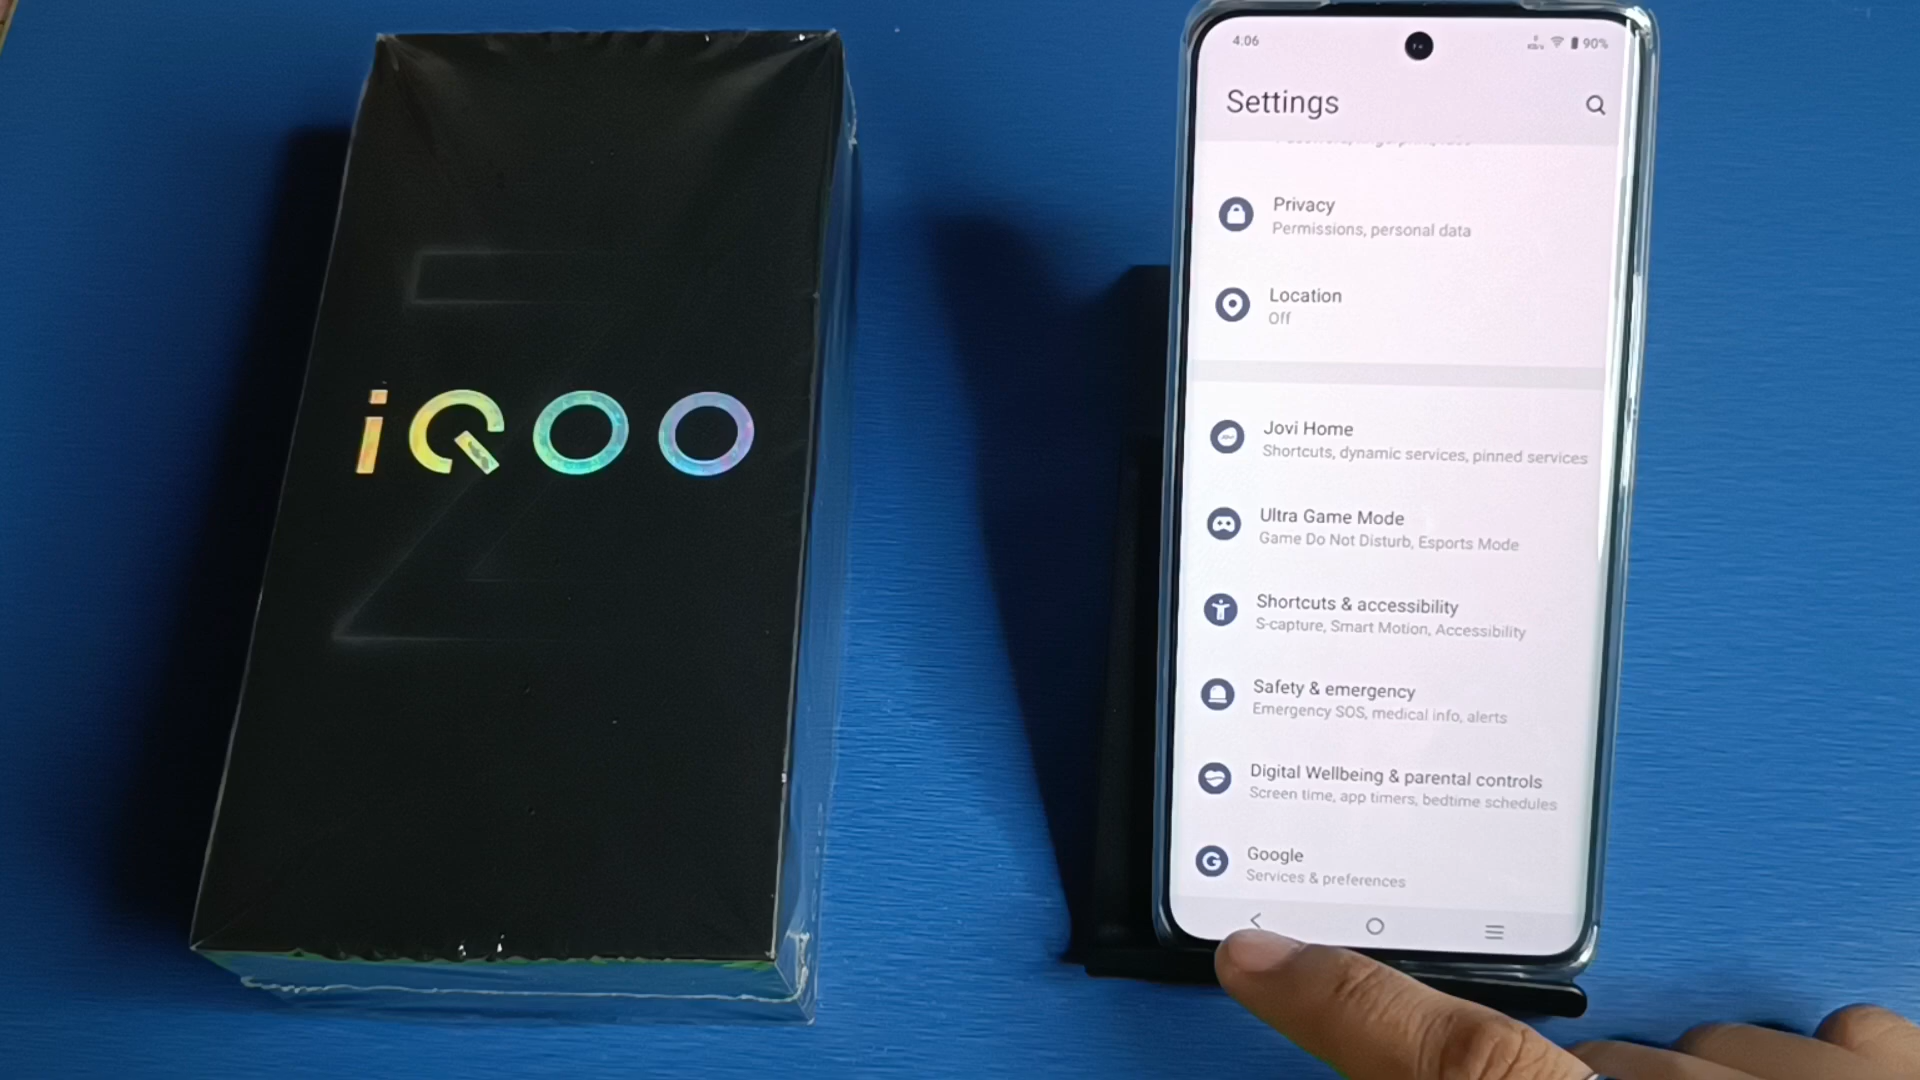 iQOO
4:06
90%
Settings
Privacy
Permissions, personal data
Location
Off
Jovi Home
Shortcuts, dynamic services, pinned services
Ultra Game Mode
Game Do Not Disturb, Esports Mode
Shortcuts & accessibility
S-capture, Smart Motion, Accessibility
Safety & emergency
Emergency SOS, medical info, alerts
Digital Wellbeing & parental controls
Screen time, app timers, bedtime schedules
Google
Services & preferences